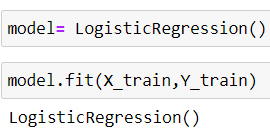 model= LogisticRegression()
model.fit(X_train,Y_train)
LogisticRegression()